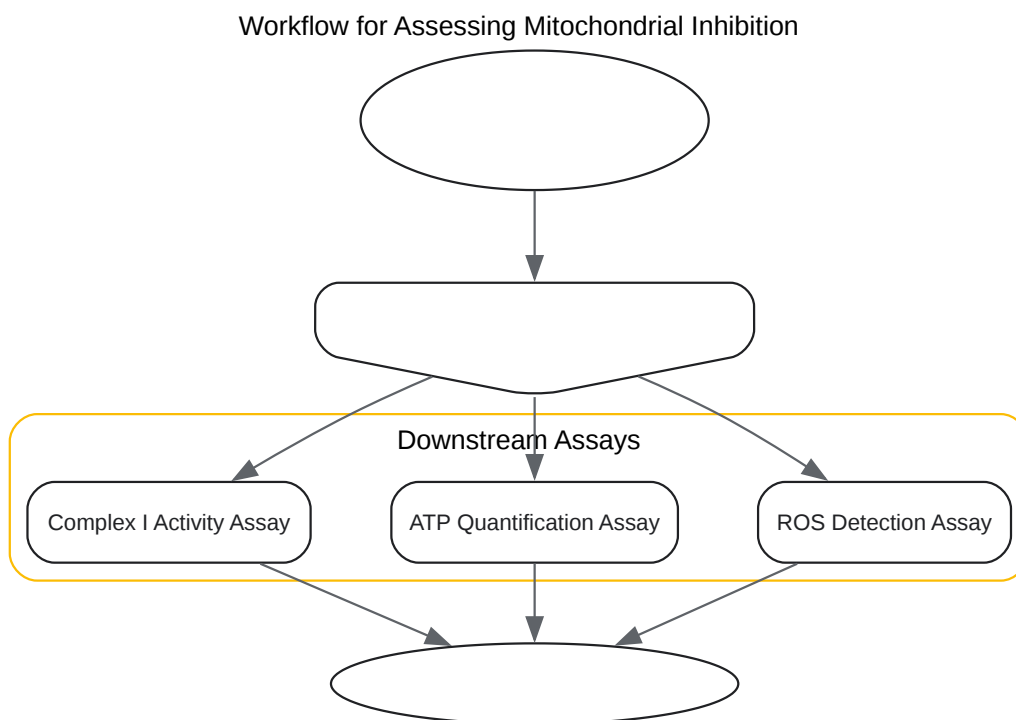 Workflow for Assessing Mitochondrial Inhibition
Downstream Assays
Complex I Activity Assay
ATP Quantification Assay
ROS Detection Assay